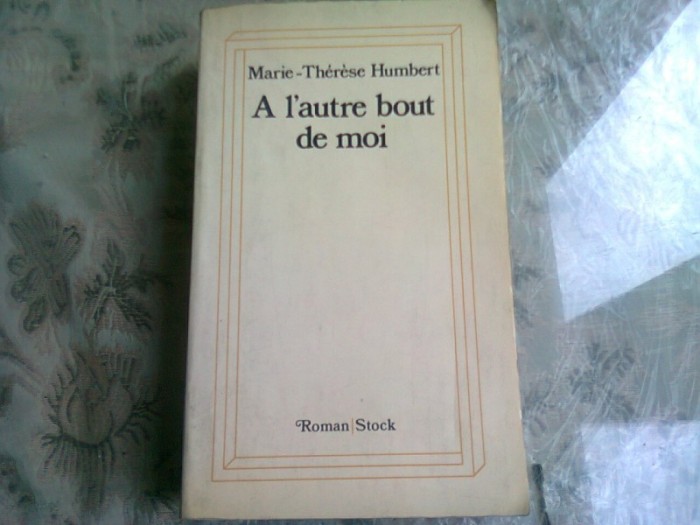 Marie-Thérèse Humbert
A l'autre bout
de moi
Roman|Stock